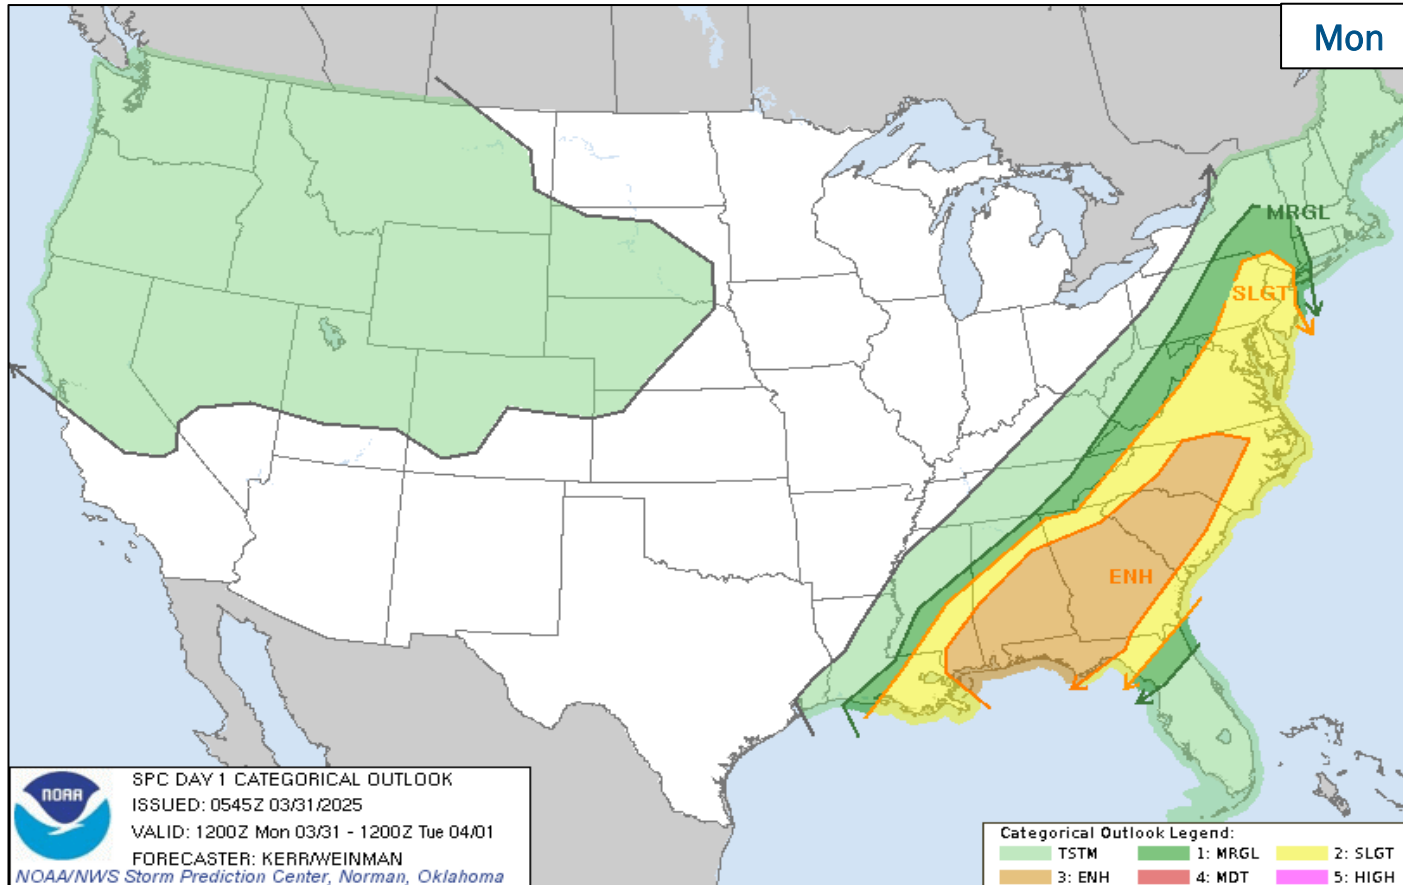 Mon
MRGL
SLGT
ENH
NOAA
SPC DAY 1 CATEGORICAL OUTLOOK
ISSUED: 0545Z 03/31/2025
VALID: 1200Z Mon 03/31 - 1200Z Tue 04/01
FORECASTER: KERR/WEINMAN
NOAA/NWS Storm Prediction Center, Norman, Oklahoma
Categorical Outlook Legend:
TSTM 1: MRGL 2: SLGT
3: ENH 4: MDT 5: HIGH